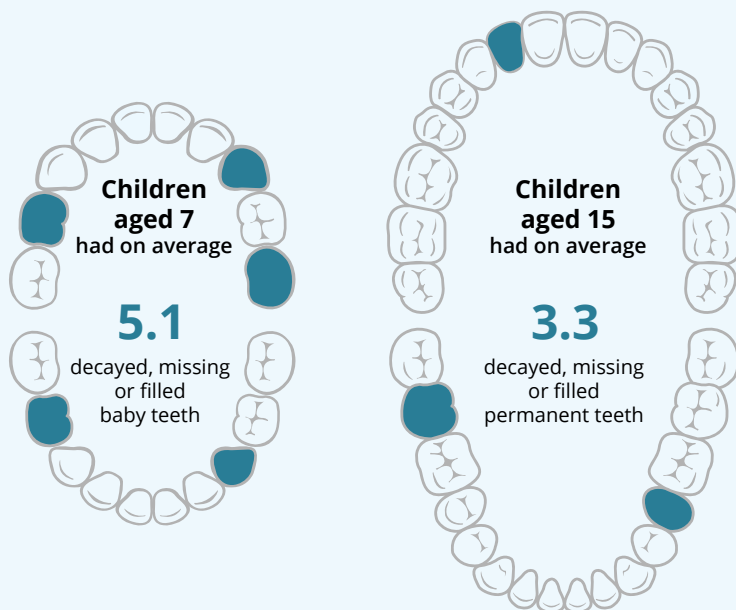 Children
aged 7
had on average
5.1
decayed, missing
or filled
baby teeth
Children
aged 15
had on average
3.3
decayed, missing
or filled
permanent teeth